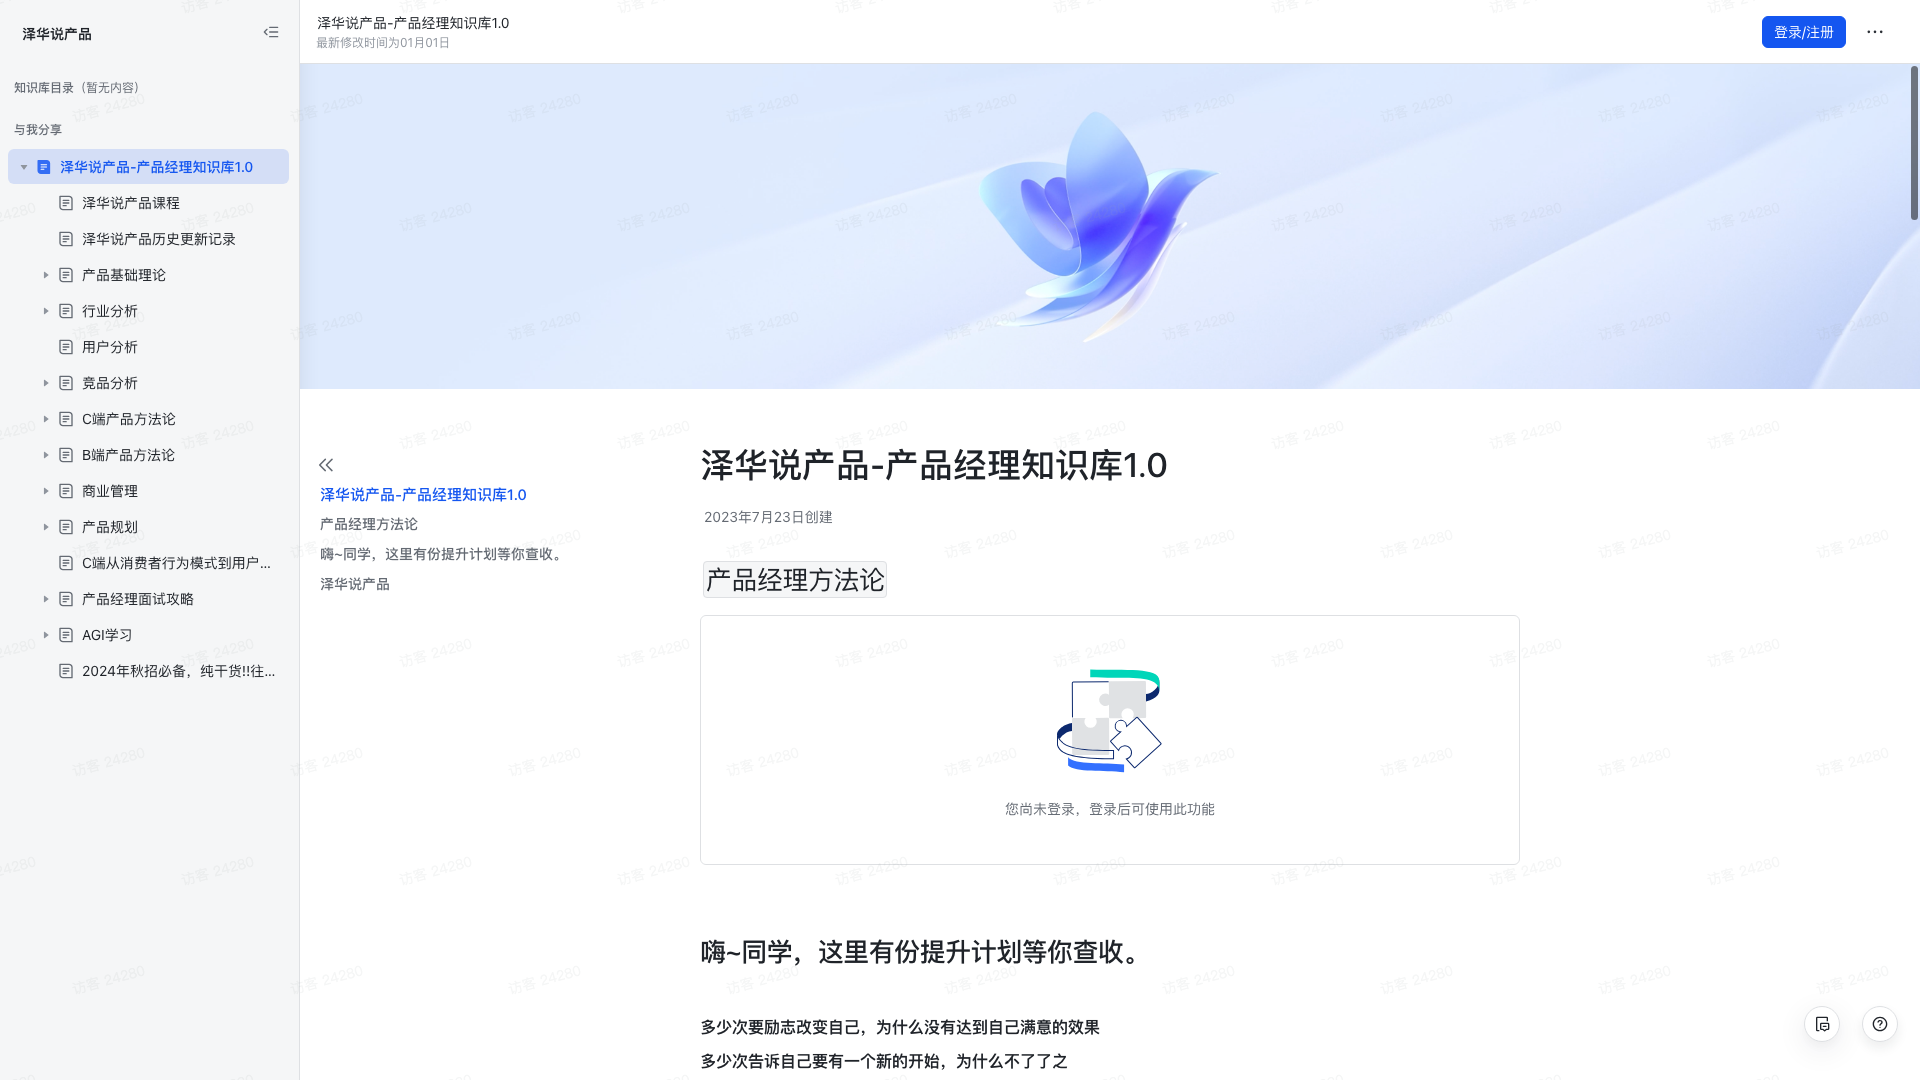 泽华说产品
知识库目录（暂无内容）
与我分享
泽华说产品-产品经理知识库1.0
泽华说产品课程
泽华说产品历史更新记录
产品基础理论
行业分析
用户分析
竞品分析
C端产品方法论
B端产品方法论
商业管理
产品规划
C端从消费者行为模式到用户...
产品经理面试攻略
AGI学习
2024年秋招必备，纯干货!!往...
泽华说产品-产品经理知识库1.0
最新修改时间为01月01日
登录/注册
泽华说产品-产品经理知识库1.0
产品经理方法论
嗨~同学，这里有份提升计划等你查收。
泽华说产品
泽华说产品-产品经理知识库1.0
2023年7月23日创建
产品经理方法论
您尚未登录，登录后可使用此功能
嗨~同学，这里有份提升计划等你查收。
多少次要励志改变自己，为什么没有达到自己满意的效果
多少次告诉自己要有一个新的开始，为什么不了了之
访客 24280